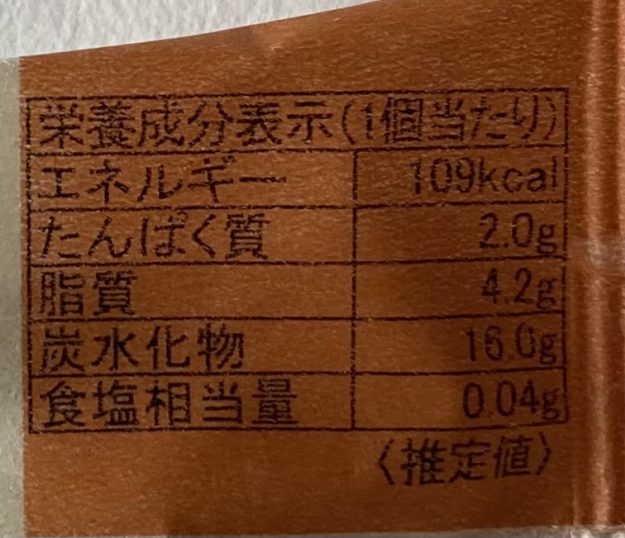 栄養成分表示(1個当たり)
エネルギー 109kcal
たんぱく質 2.0g
脂質 4.2g
炭水化物 16.0g
食塩相当量 0.04g
〈推定値〉